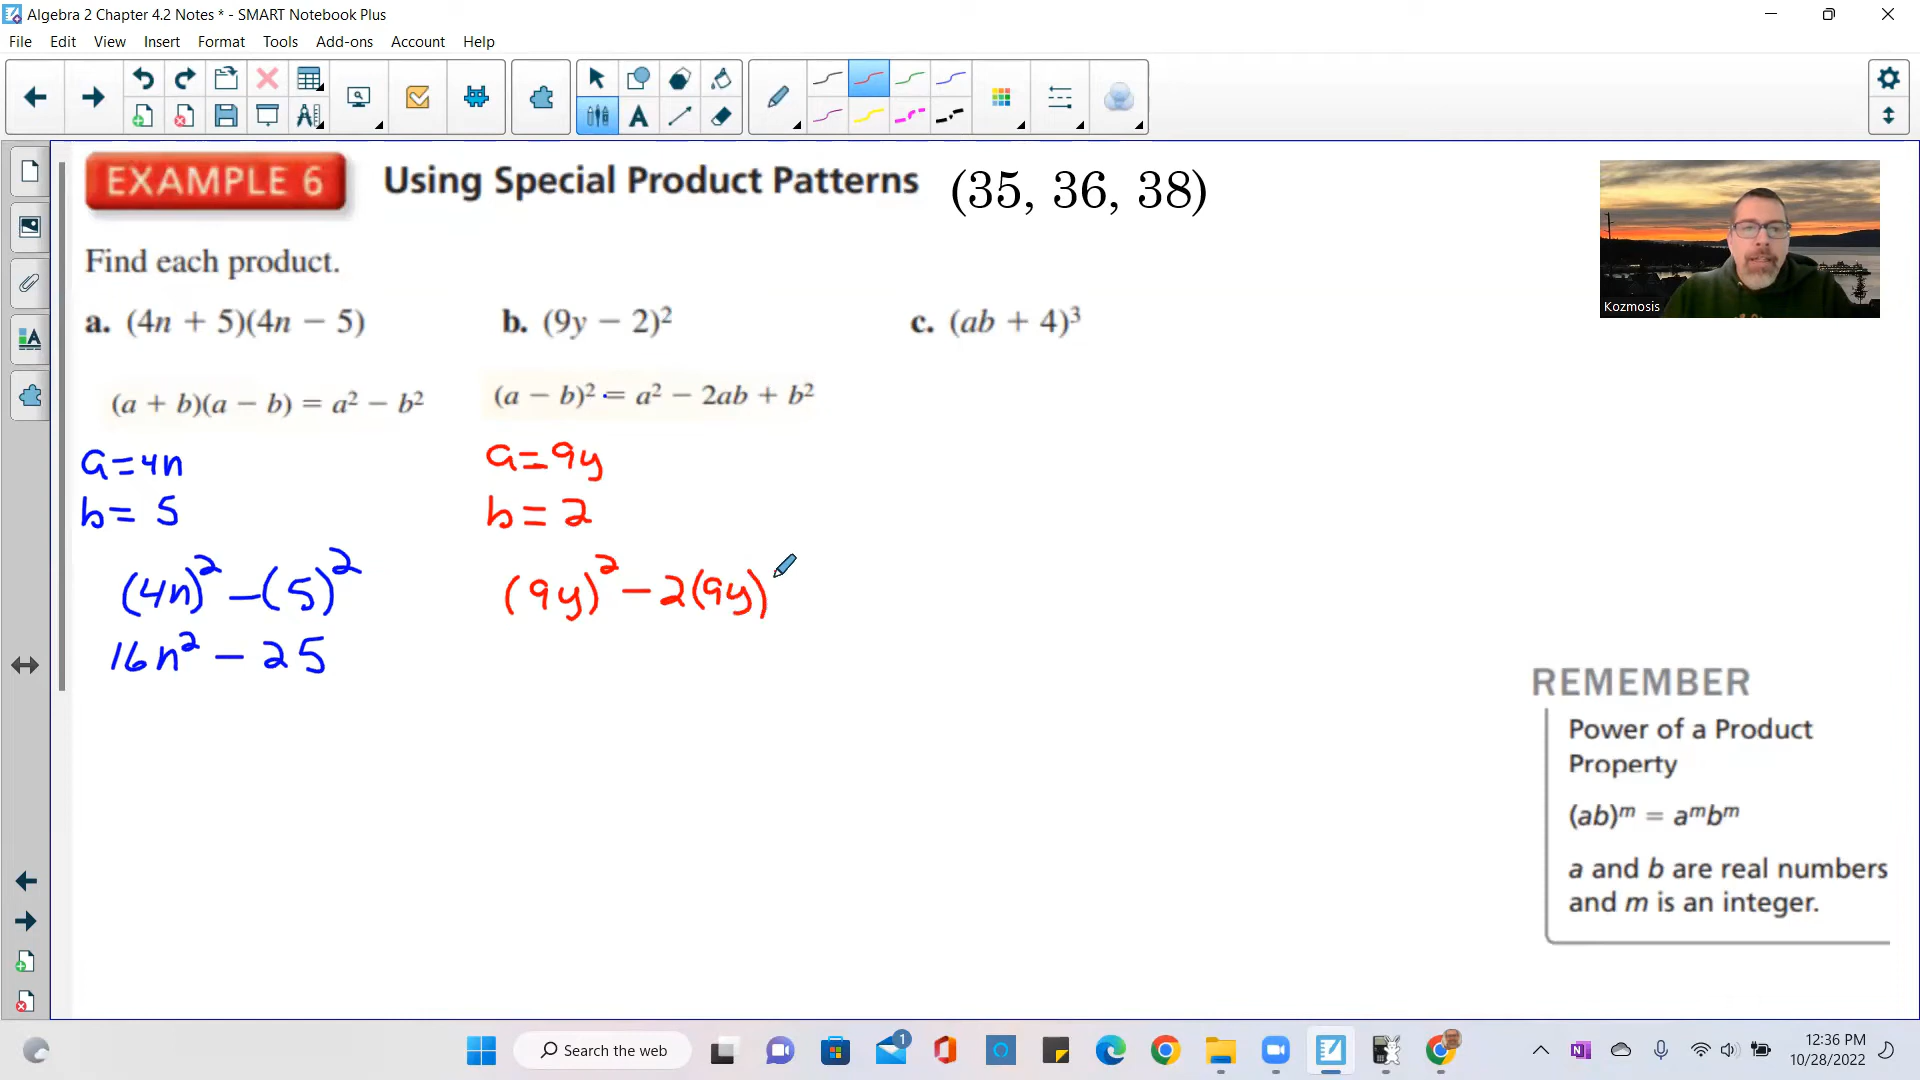 Algebra 2 Chapter 4.2 Notes * - SMART Notebook Plus
File Edit View Insert Format Tools Add-ons Account Help
EXAMPLE 6 Using Special Product Patterns (35, 36, 38)
Kozmosis
Find each product.
a. (4n + 5)(4n − 5) b. (9y − 2)² c. (ab + 4)³
(a + b)(a − b) = a² − b² (a − b)² = a² − 2ab + b²
a = 4n a = 9y
b = 5 b = 2
(4n)² − (5)² (9y)² − 2(9y)
16n² − 25
REMEMBER
Power of a Product
Property
(ab)ᵐ = aᵐbᵐ
a and b are real numbers
and m is an integer.
Search the web
1
12:36 PM
10/28/2022